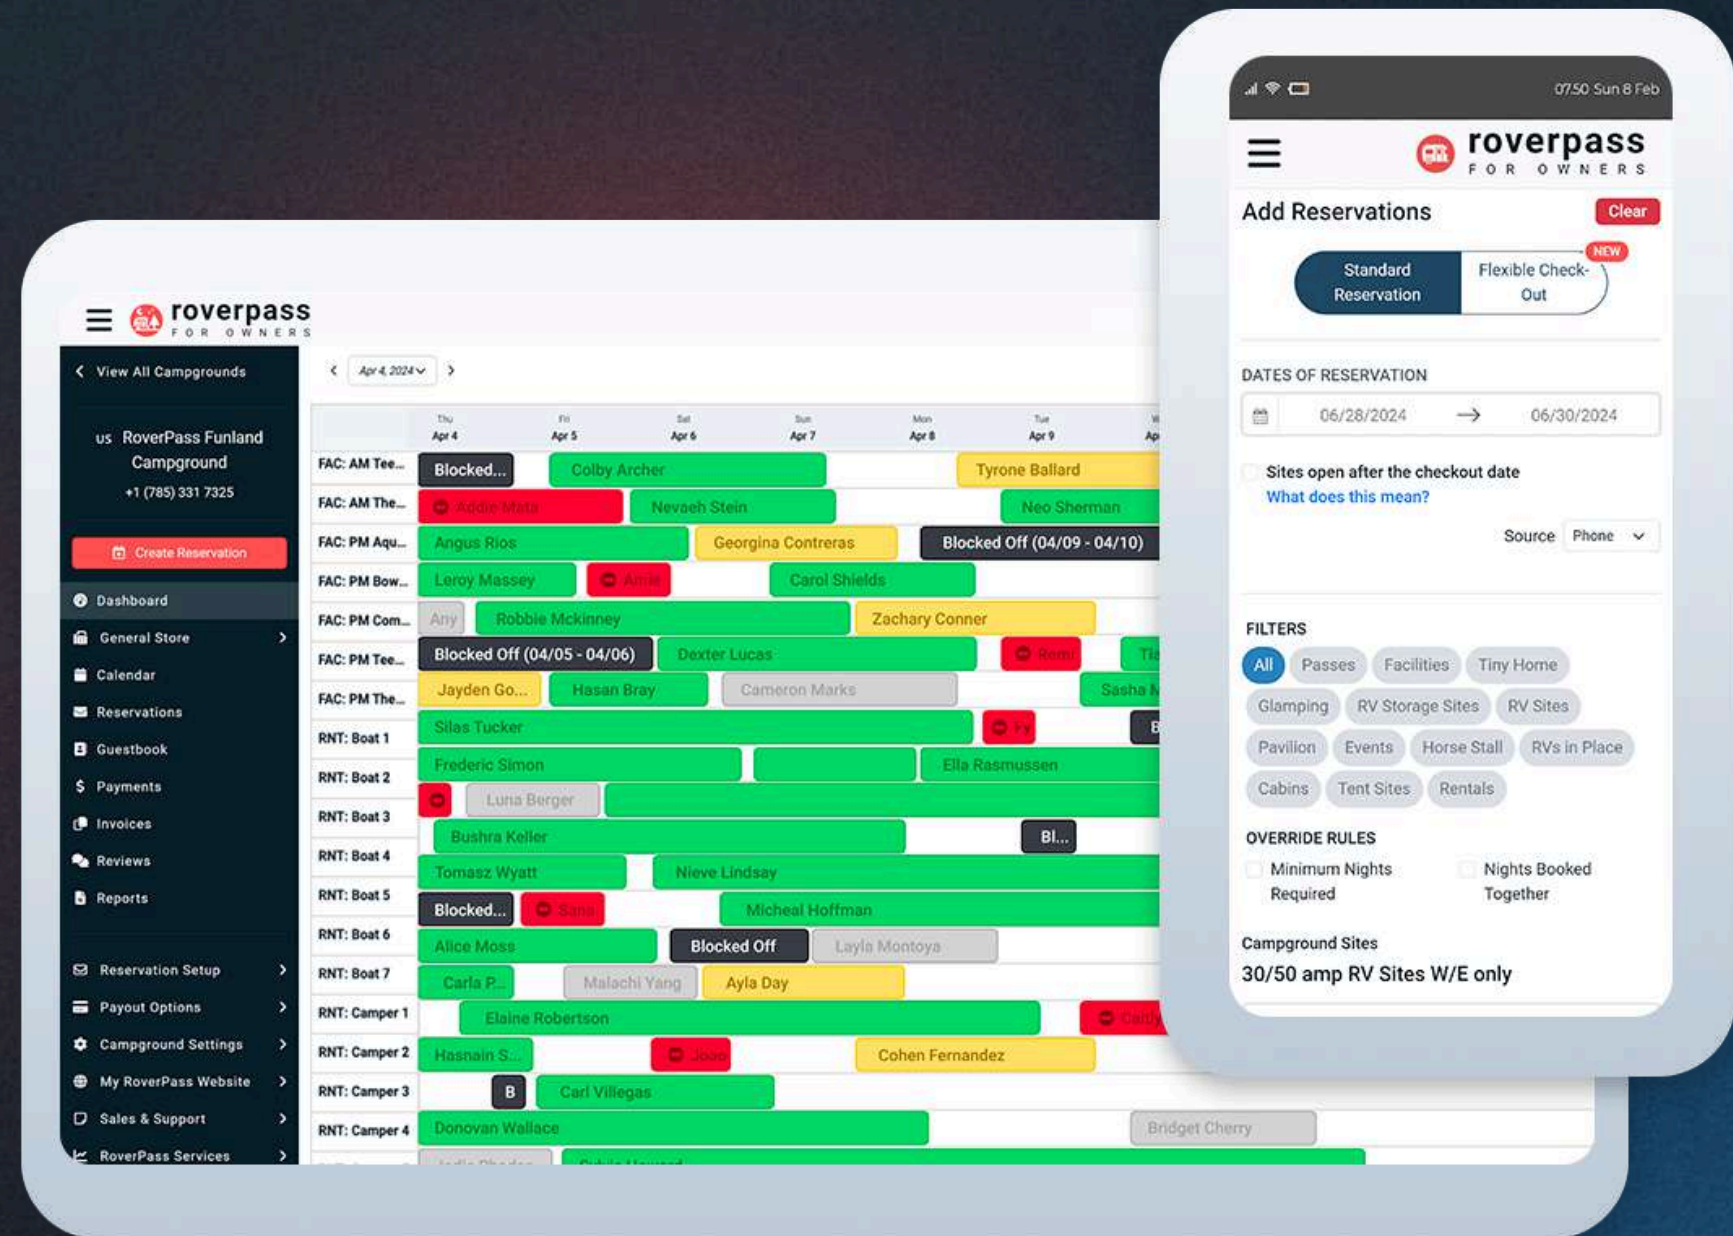 roverpass
FOR OWNERS
View All Campgrounds
US RoverPass Funland
Campground
+1 (785) 331 7325
Create Reservation
Dashboard
General Store
Calendar
Reservations
Guestbook
$ Payments
Invoices
Reviews
Reports
Reservation Setup
Payout Options
Campground Settings
My RoverPass Website
Sales & Support
RoverPass Services
Apr 4, 2024
Thu Fri Sat Sun Mon Tue
Apr 4 Apr 5 Apr 6 Apr 7 Apr 8 Apr 9
FAC: AM Tee...
FAC: AM The...
FAC: PM Aqu...
FAC: PM Bow...
FAC: PM Com...
FAC: PM Tee...
FAC: PM The...
RNT: Boat 1
RNT: Boat 2
RNT: Boat 3
RNT: Boat 4
RNT: Boat 5
RNT: Boat 6
RNT: Boat 7
RNT: Camper 1
RNT: Camper 2
RNT: Camper 3
RNT: Camper 4
Blocked... Colby Archer Tyrone Ballard
Addie Mata Nevaeh Stein Neo Sherman
Angus Rios Georgina Contreras Blocked Off (04/09 - 04/10)
Leroy Massey Amie Carol Shields
Any Robbie Mckinney Zachary Conner
Blocked Off (04/05 - 04/06) Dexter Lucas Remi
Jayden Go... Hasan Bray Cameron Marks Sasha
Silas Tucker
Frederic Simon Ella Rasmussen
Luna Berger
Bushra Keller Bl...
Tomasz Wyatt Nieve Lindsay
Blocked... Sana Micheal Hoffman
Alice Moss Blocked Off Layla Montoya
Carla P... Malachi Yang Ayla Day
Elaine Robertson
Hasnain S... Joao Cohen Fernandez
B Carl Villegas
Donovan Wallace Bridget Cherry
07:50 Sun 8 Feb
roverpass
FOR OWNERS
Add Reservations Clear
NEW
Standard Reservation
Flexible Check-Out
DATES OF RESERVATION
06/28/2024 → 06/30/2024
Sites open after the checkout date
What does this mean?
Source Phone
FILTERS
All Passes Facilities Tiny Home
Glamping RV Storage Sites RV Sites
Pavilion Events Horse Stall RVs in Place
Cabins Tent Sites Rentals
OVERRIDE RULES
Minimum Nights Required
Nights Booked Together
Campground Sites
30/50 amp RV Sites W/E only